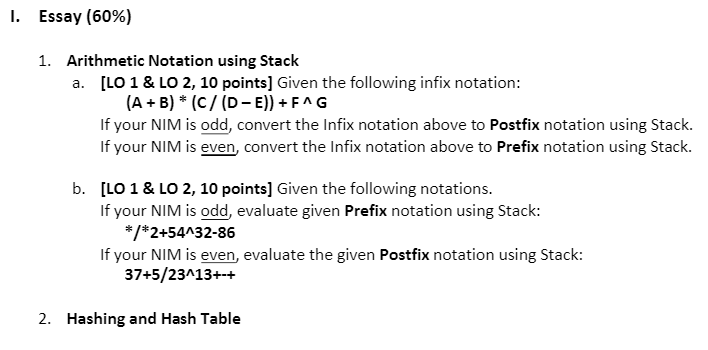 I. Essay (60%)
1. Arithmetic Notation using Stack
a. [LO 1 & LO 2, 10 points] Given the following infix notation:
(A + B) * (C / (D – E)) + F ^ G
If your NIM is odd, convert the Infix notation above to Postfix notation using Stack.
If your NIM is even, convert the Infix notation above to Prefix notation using Stack.
b. [LO 1 & LO 2, 10 points] Given the following notations.
If your NIM is odd, evaluate given Prefix notation using Stack:
*/*2+54^32-86
If your NIM is even, evaluate the given Postfix notation using Stack:
37+5/23^13+-+
2. Hashing and Hash Table